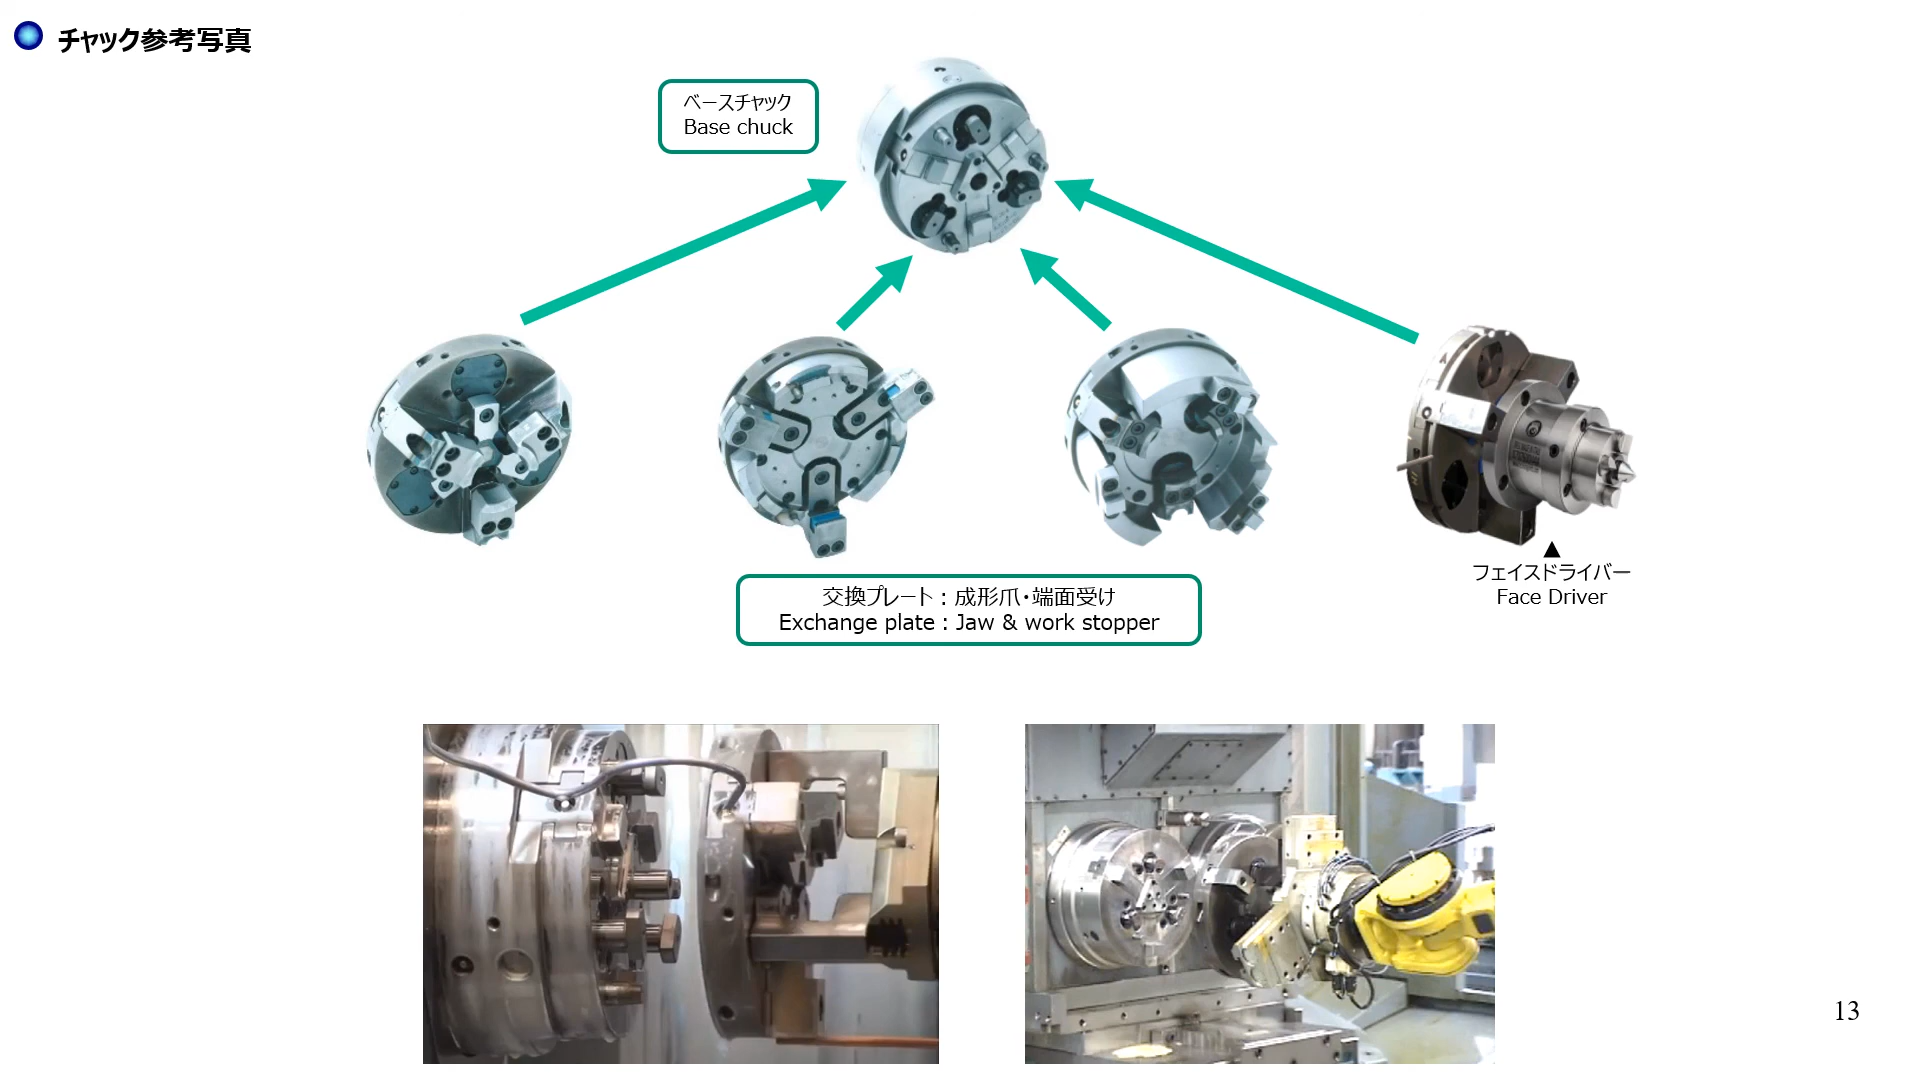 チャック参考写真
ベースチャック
Base chuck
フェイスドライバー
Face Driver
交換プレート：成形爪・端面受け
Exchange plate : Jaw & work stopper
13